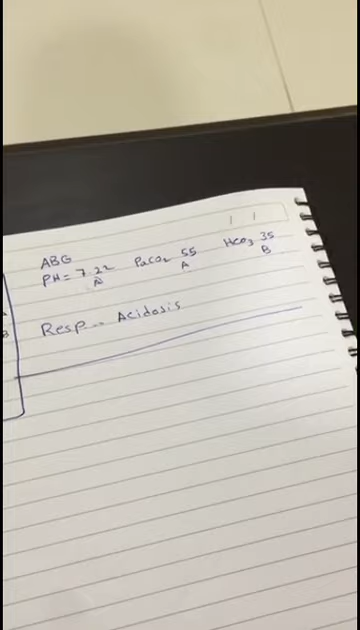 ABG
PH = 7.22 PaCO₂ 55 HCO₃ 35
A A B
Resp.. Acidosis